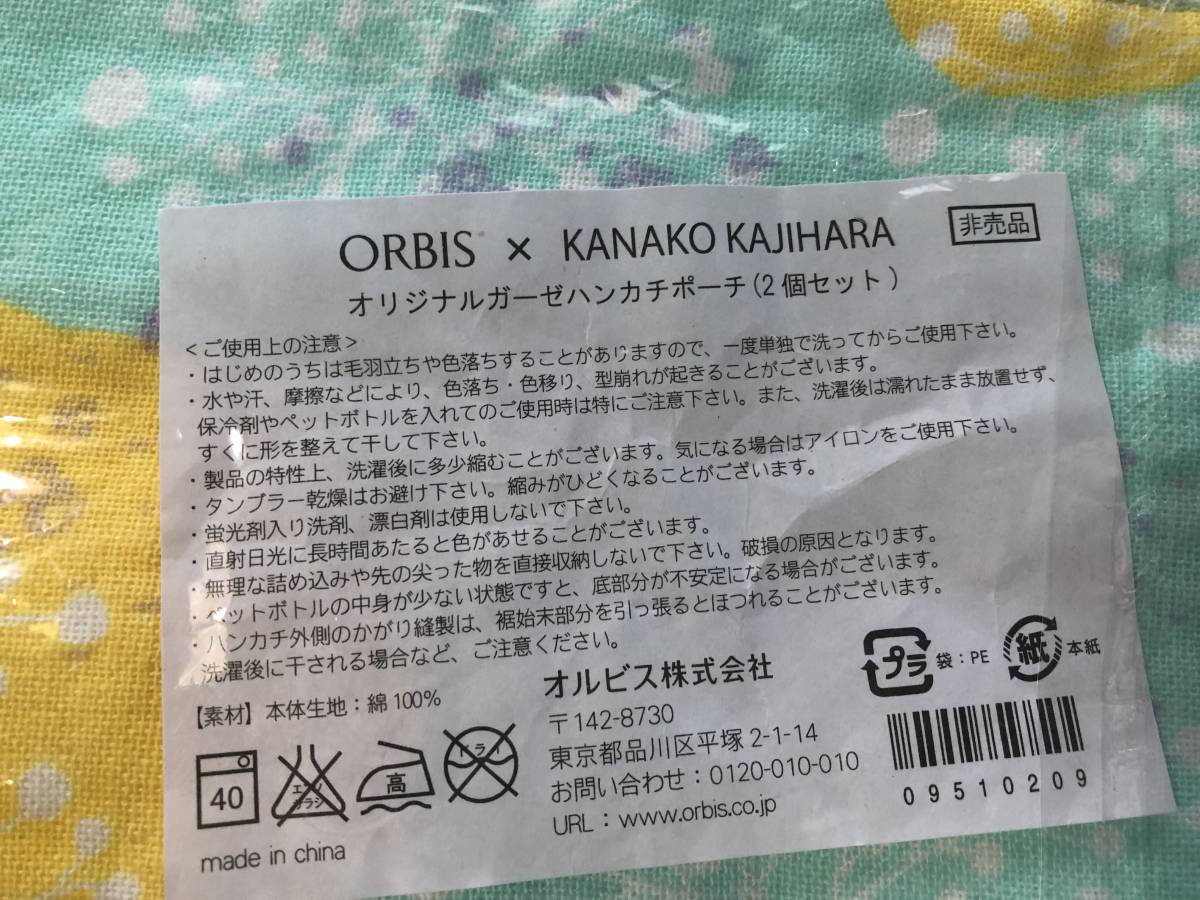 ORBIS × KANAKO KAJIHARA 非売品
オリジナルガーゼハンカチポーチ(2個セット)
<ご使用上の注意>
・はじめのうちは毛羽立ちや色落ちすることがありますので、一度単独で洗ってからご使用下さい。
・水や汗、摩擦などにより、色落ち・色移り、型崩れが起きることがございます。
保冷剤やペットボトルを入れてのご使用時は特にご注意下さい。また、洗濯後は濡れたまま放置せず、
すぐに形を整えて干して下さい。
・製品の特性上、洗濯後に多少縮むことがございます。気になる場合はアイロンをご使用下さい。
・タンブラー乾燥はお避け下さい。縮みがひどくなることがございます。
・蛍光剤入り洗剤、漂白剤は使用しないで下さい。
・直射日光に長時間あたると色があせることがございます。
・無理な詰め込みや先の尖った物を直接収納しないで下さい。破損の原因となります。
・ペットボトルの中身が少ない状態ですと、底部分が不安定になる場合がございます。
・ハンカチ外側のかがり縫製は、裾始末部分を引っ張るとほつれることがございます。
洗濯後に干される場合など、ご注意ください。
【素材】本体生地:綿100%
40 エンソサラシ 高 ドライ
made in china
オルビス株式会社
〒142-8730
東京都品川区平塚2-1-14
お問い合わせ:0120-010-010
URL:www.orbis.co.jp
プラ 袋:PE 紙 本紙
09510209